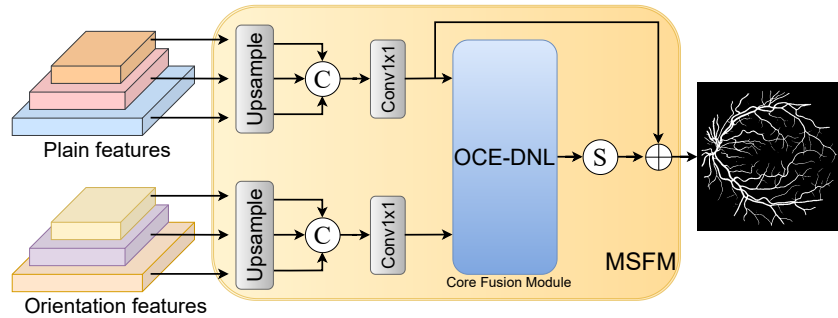 Plain features
Upsample
C
Conv1x1
OCE-DNL
S
Upsample
C
Conv1x1
Core Fusion Module
MSFM
Orientation features